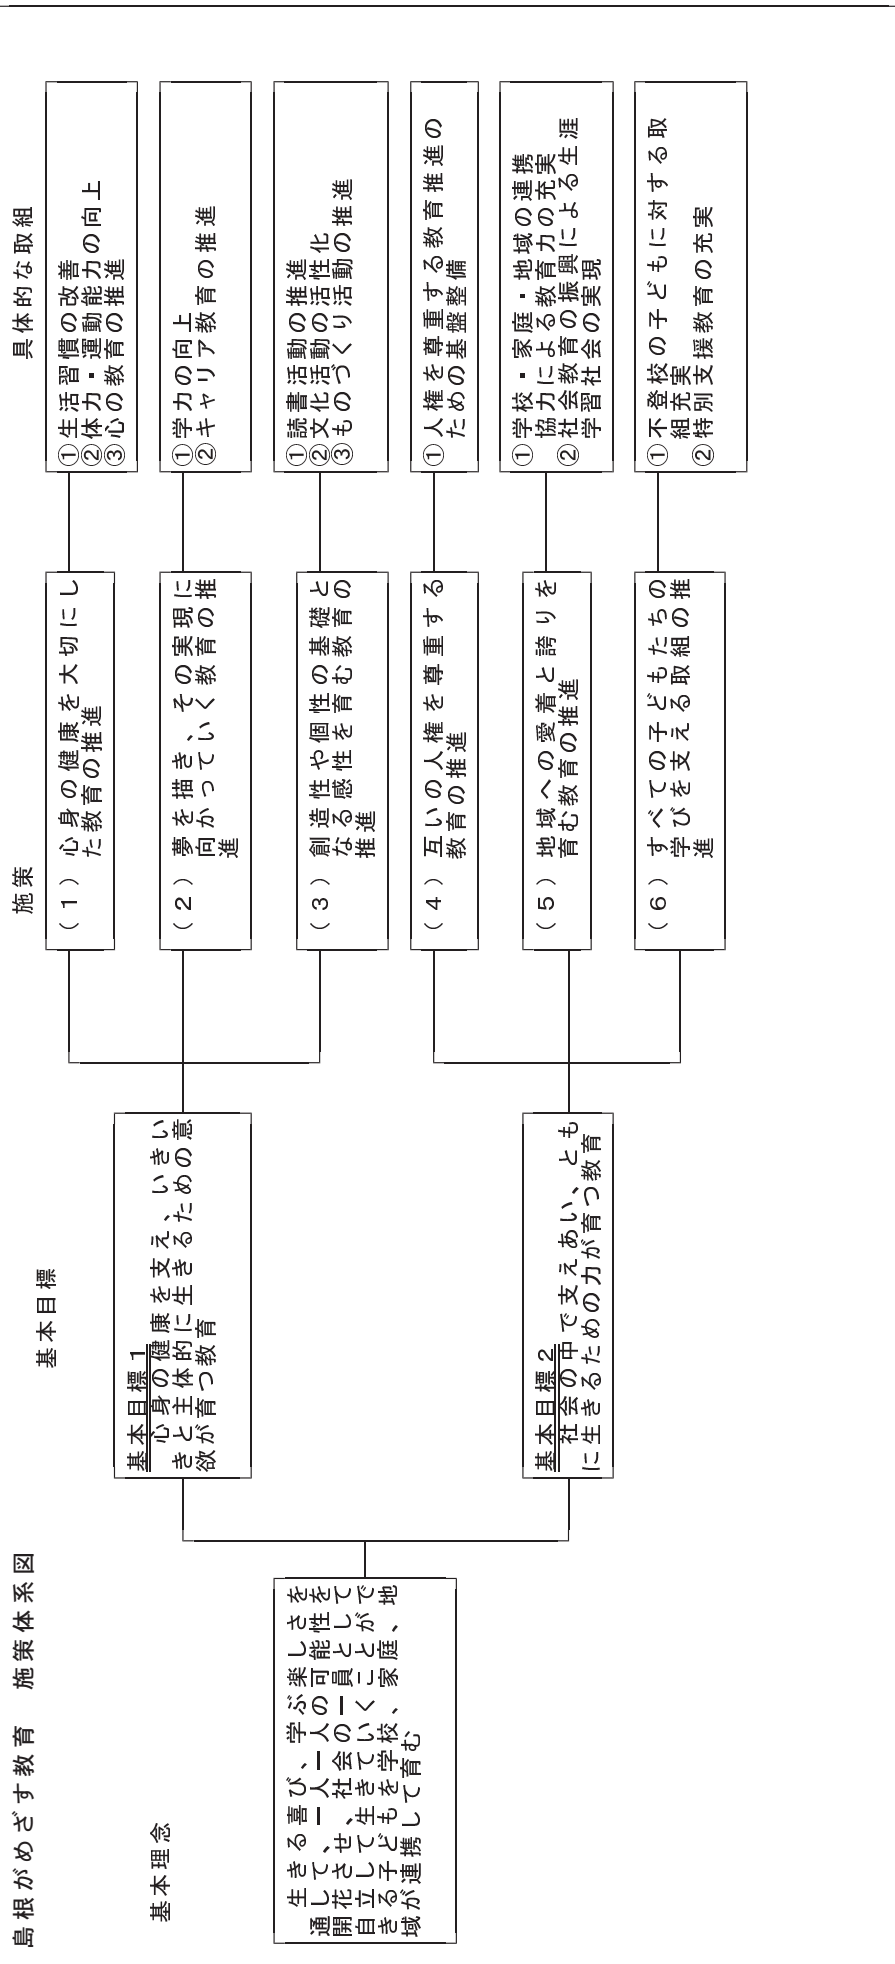 島根がめざす教育　施策体系図
基本理念
生きる喜び、学ぶ楽しさを
通して、一人一人の可能性を
開花させ、社会の一員として
自立して生きていくことがで
きる子どもを学校、家庭、地
域が連携して育む
基本目標
基本目標１
心身の健康を支え、いきい
きと主体的に生きるための意
欲が育つ教育
基本目標２
社会の中で支えあい、とも
に生きるための力が育つ教育
施策
（１）心身の健康を大切にし
た教育の推進
（２）夢を描き、その実現に
向かっていく教育の推
進
（３）創造性や個性の基礎と
なる感性を育む教育の
推進
（４）互いの人権を尊重する
教育の推進
（５）地域への愛着と誇りを
育む教育の推進
（６）すべての子どもたちの
学びを支える取組の推
進
具体的な取組
①生活習慣の改善
②体力・運動能力の向上
③心の教育の推進
①学力の向上
②キャリア教育の推進
①読書活動の推進
②文化活動の活性化
③ものづくり活動の推進
①人権を尊重する教育推進の
ための基盤整備
①学校・家庭・地域の連携
協力による教育力の充実
②社会教育の振興による生涯
学習社会の実現
①不登校の子どもに対する取
組充実
②特別支援教育の充実